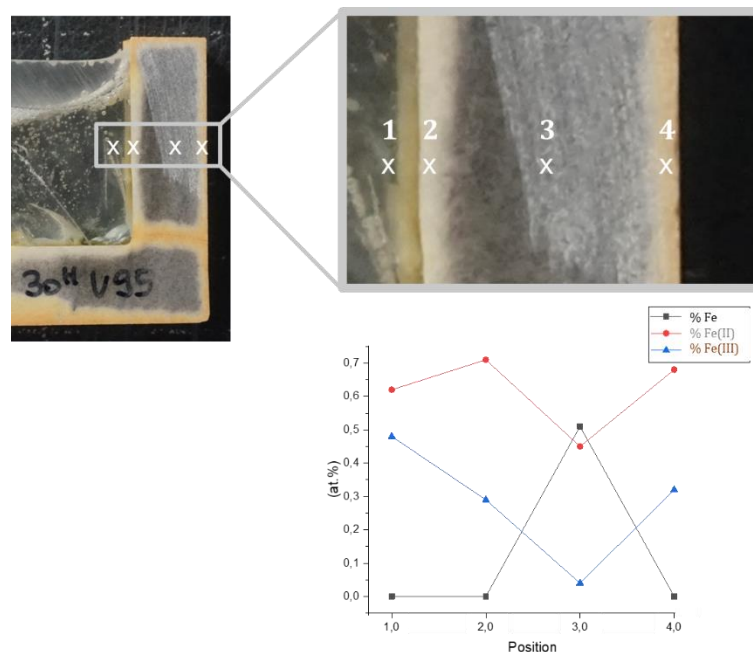 1 2 3 4
x x x x
x x x x
30H V95
% Fe
% Fe(II)
% Fe(III)
0,7
0,6
0,5
0,4
0,3
0,2
0,1
0,0
(at.%)
1,0 2,0 3,0 4,0
Position